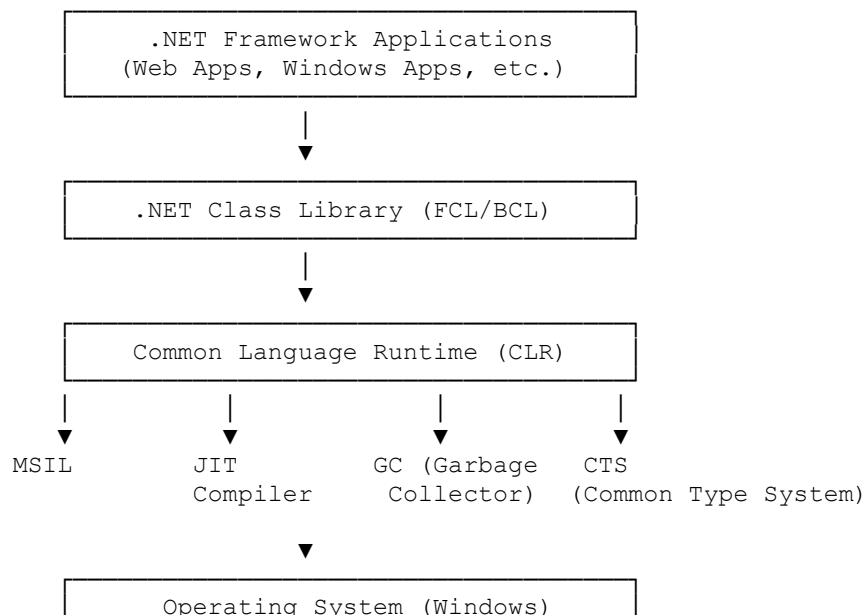 .NET Framework Applications
(Web Apps, Windows Apps, etc.)
.NET Class Library (FCL/BCL)
Common Language Runtime (CLR)
MSIL JIT GC (Garbage CTS
Compiler Collector) (Common Type System)
Operating System (Windows)